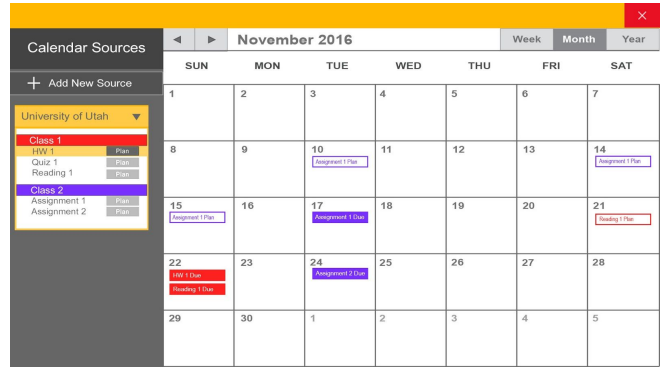 ×
Calendar Sources
◀ ▶ November 2016 Week Month Year
SUN MON TUE WED THU FRI SAT
+ Add New Source
University of Utah ▼
Class 1
HW 1 Plan
Quiz 1 Plan
Reading 1 Plan
Class 2
Assignment 1 Plan
Assignment 2 Plan
1 2 3 4 5 6 7
8 9 10 11 12 13 14
Assignment 1 Plan Assignment 1 Plan
15 16 17 18 19 20 21
Assignment 1 Plan Assignment 1 Due Reading 1 Plan
22 23 24 25 26 27 28
HW 1 Due Assignment 2 Due
Reading 1 Due
29 30 1 2 3 4 5